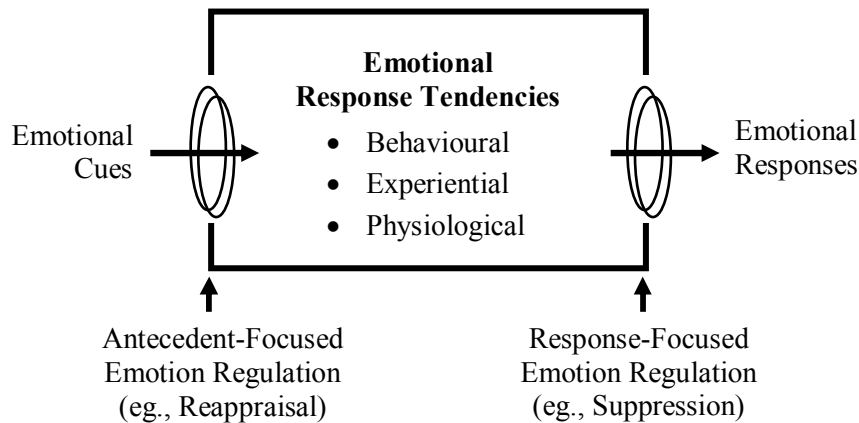 Emotional
Response Tendencies
• Behavioural
• Experiential
• Physiological
Emotional
Cues
Emotional
Responses
Antecedent-Focused
Emotion Regulation
(eg., Reappraisal)
Response-Focused
Emotion Regulation
(eg., Suppression)